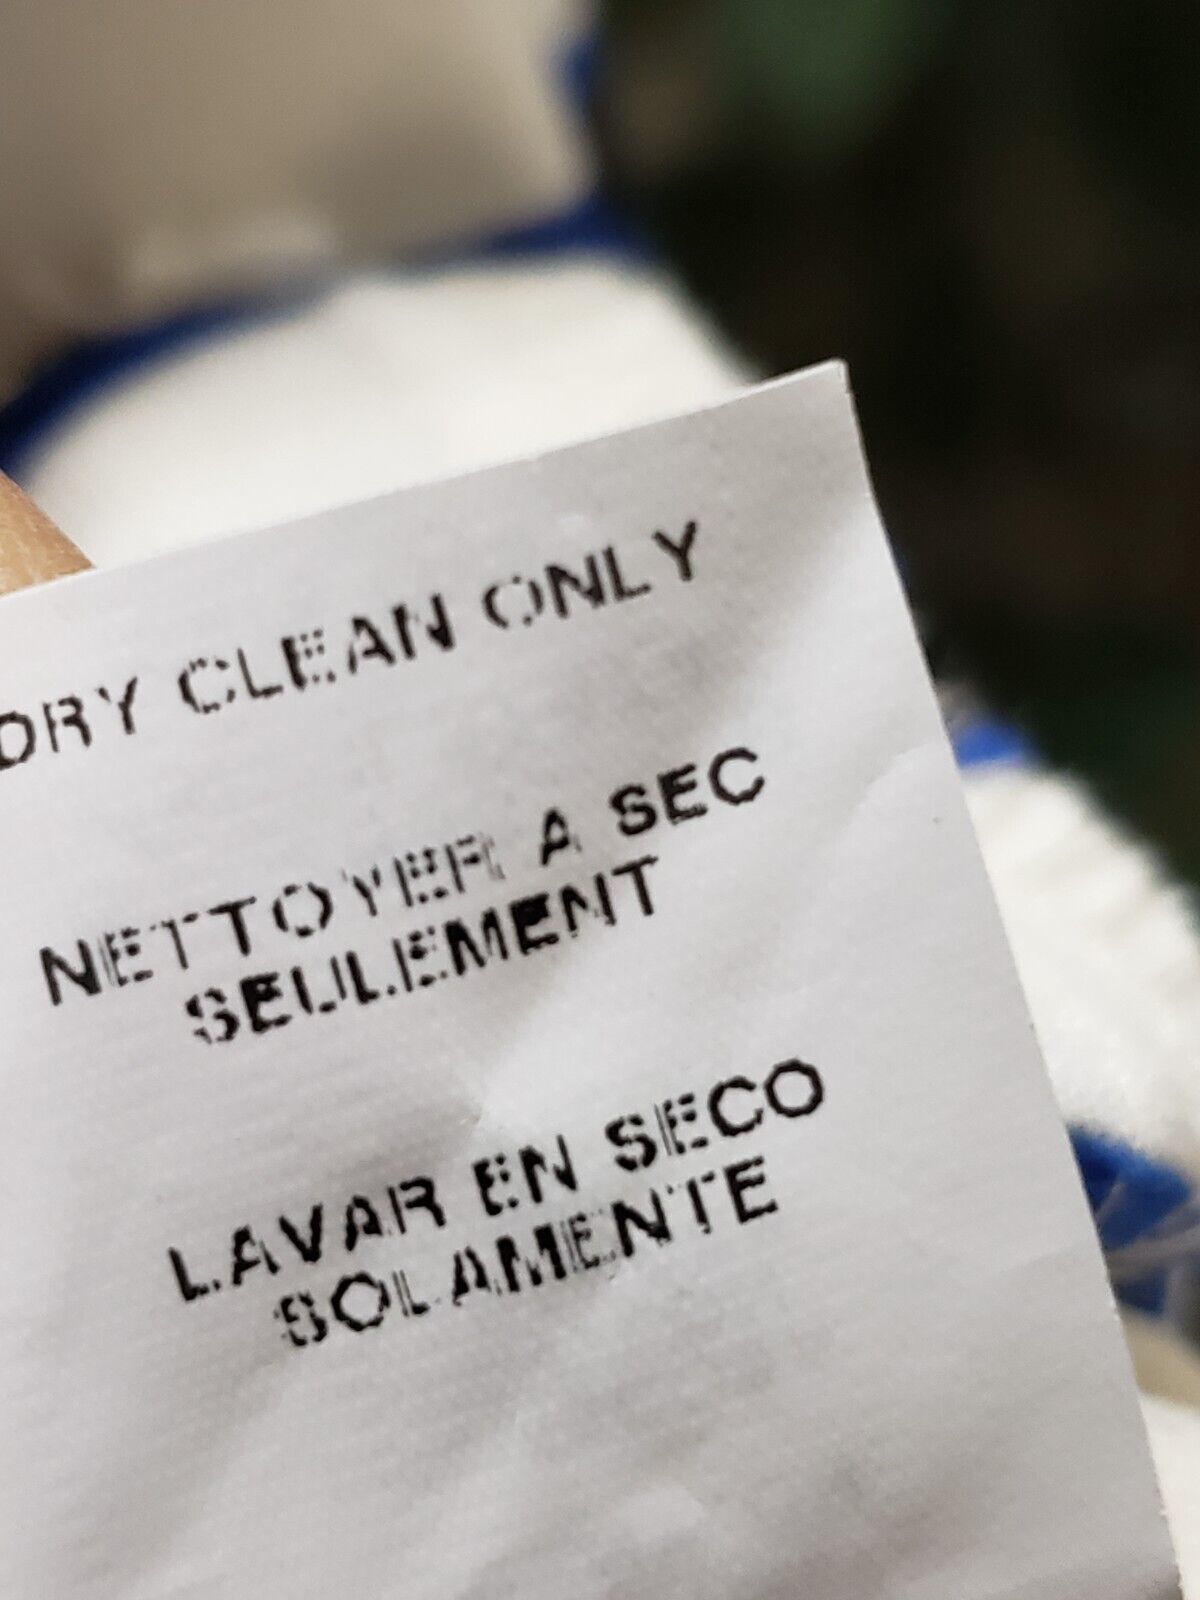 DRY CLEAN ONLY
NETTOYER A SEC
SEULEMENT
LAVAR EN SECO
SOLAMENTE